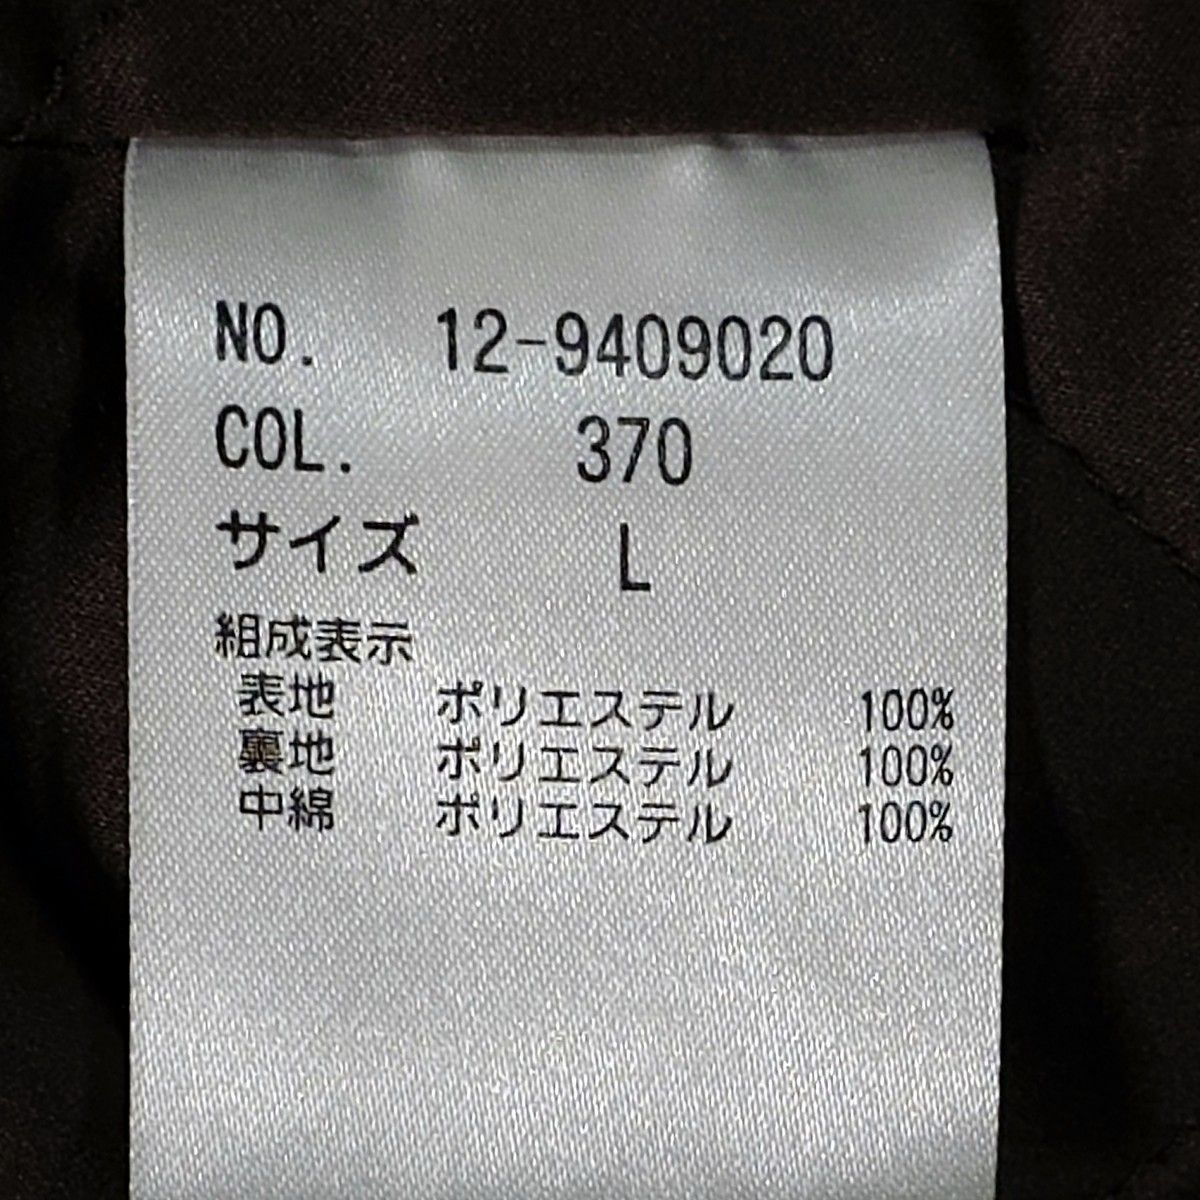 NO. 12-9409020
COL. 370
サイズ L
組成表示
表地 ポリエステル 100%
裏地 ポリエステル 100%
中綿 ポリエステル 100%